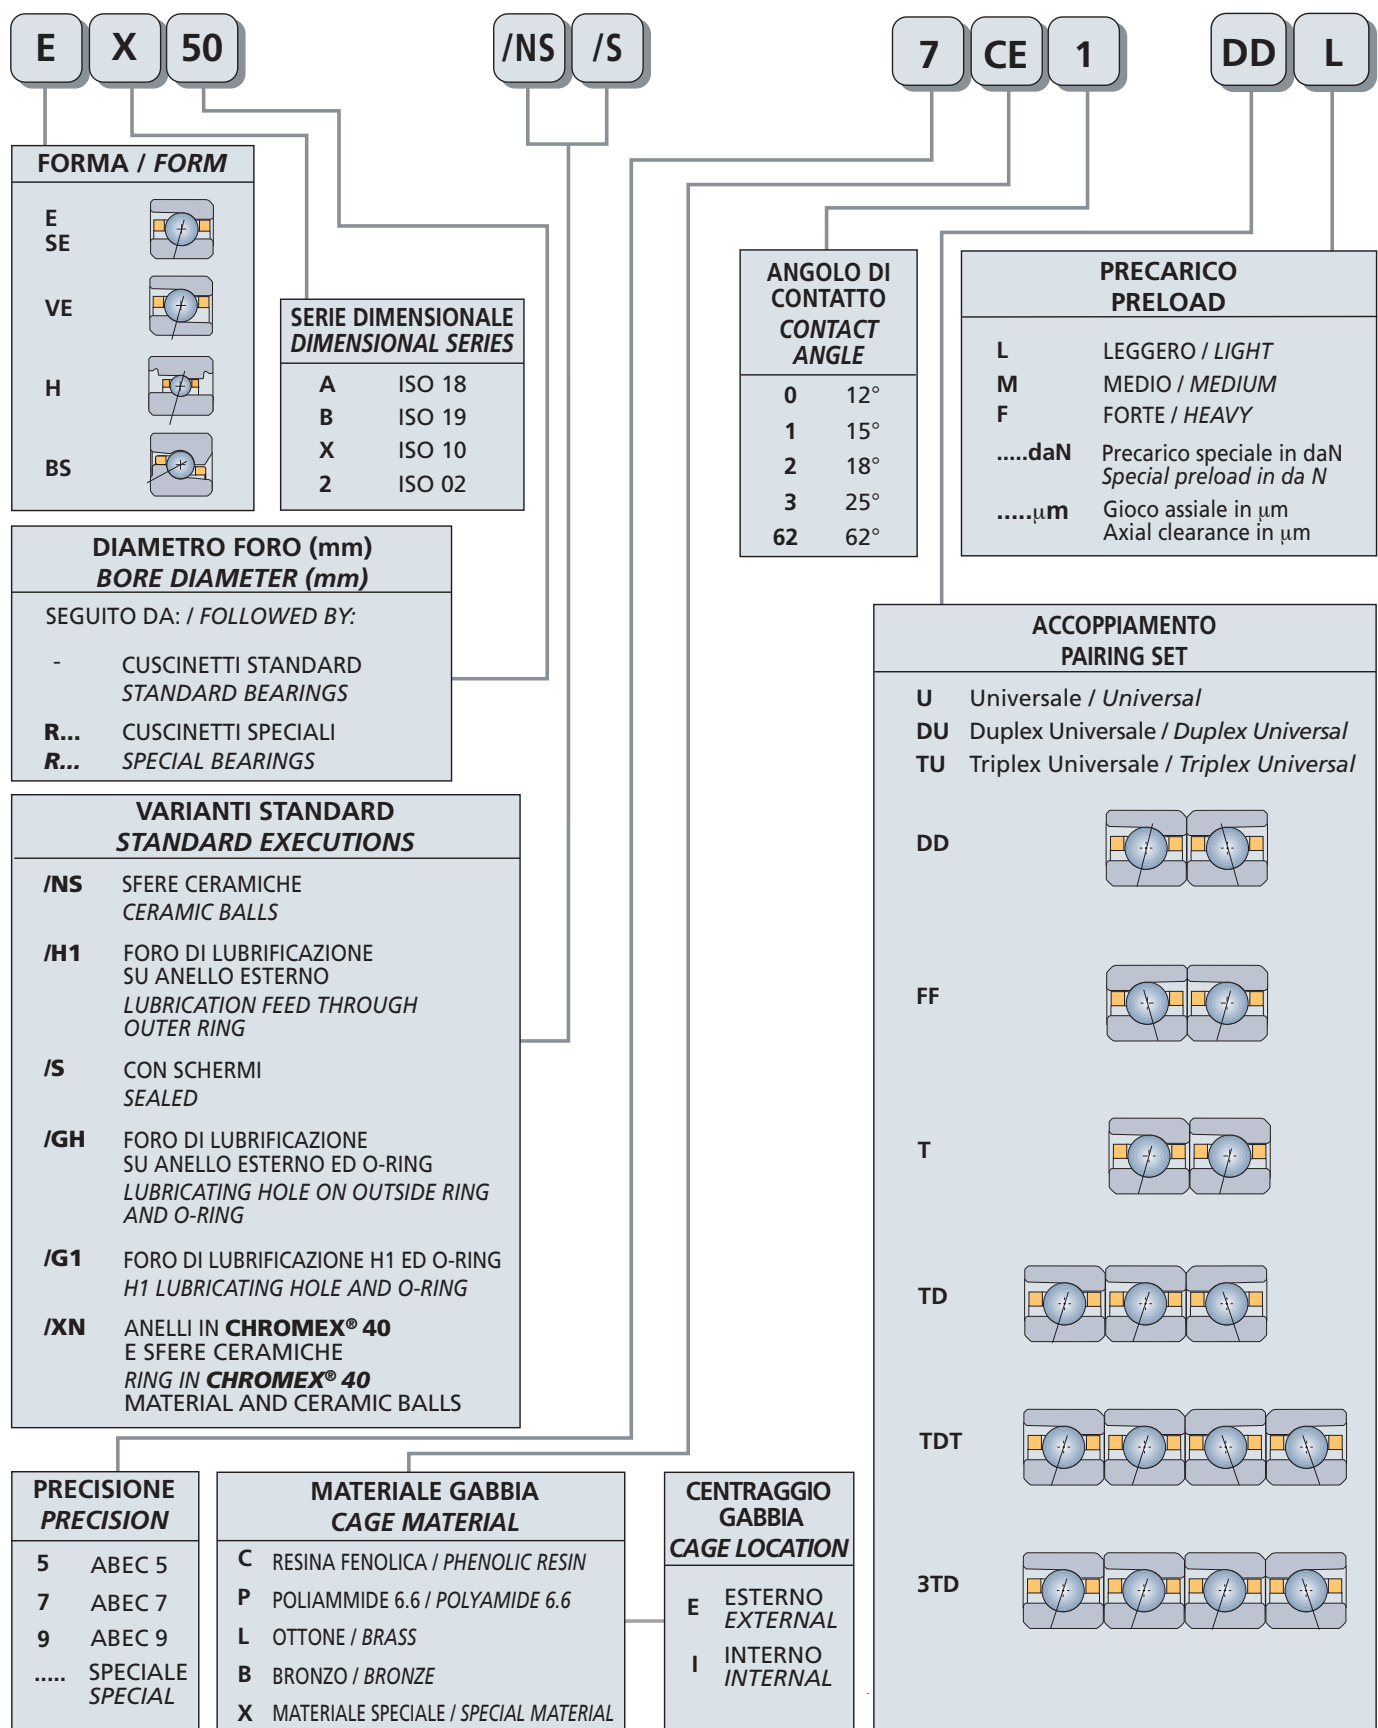 E X 50 /NS /S 7 CE 1 DD L
FORMA / FORM
E
SE
VE
H
BS
SERIE DIMENSIONALE
DIMENSIONAL SERIES
A ISO 18
B ISO 19
X ISO 10
2 ISO 02
ANGOLO DI
CONTATTO
CONTACT
ANGLE
0 12°
1 15°
2 18°
3 25°
62 62°
PRECARICO
PRELOAD
L LEGGERO / LIGHT
M MEDIO / MEDIUM
F FORTE / HEAVY
.....daN Precarico speciale in daN
Special preload in da N
.....µm Gioco assiale in µm
Axial clearance in µm
DIAMETRO FORO (mm)
BORE DIAMETER (mm)
SEGUITO DA: / FOLLOWED BY:
- CUSCINETTI STANDARD
STANDARD BEARINGS
R... CUSCINETTI SPECIALI
R... SPECIAL BEARINGS
VARIANTI STANDARD
STANDARD EXECUTIONS
/NS SFERE CERAMICHE
CERAMIC BALLS
/H1 FORO DI LUBRIFICAZIONE
SU ANELLO ESTERNO
LUBRICATION FEED THROUGH
OUTER RING
/S CON SCHERMI
SEALED
/GH FORO DI LUBRIFICAZIONE
SU ANELLO ESTERNO ED O-RING
LUBRICATING HOLE ON OUTSIDE RING
AND O-RING
/G1 FORO DI LUBRIFICAZIONE H1 ED O-RING
H1 LUBRICATING HOLE AND O-RING
/XN ANELLI IN CHROMEX® 40
E SFERE CERAMICHE
RING IN CHROMEX® 40
MATERIAL AND CERAMIC BALLS
ACCOPPIAMENTO
PAIRING SET
U Universale / Universal
DU Duplex Universale / Duplex Universal
TU Triplex Universale / Triplex Universal
DD
FF
T
TD
TDT
3TD
PRECISIONE
PRECISION
5 ABEC 5
7 ABEC 7
9 ABEC 9
..... SPECIALE
SPECIAL
MATERIALE GABBIA
CAGE MATERIAL
C RESINA FENOLICA / PHENOLIC RESIN
P POLIAMMIDE 6.6 / POLYAMIDE 6.6
L OTTONE / BRASS
B BRONZO / BRONZE
X MATERIALE SPECIALE / SPECIAL MATERIAL
CENTRAGGIO
GABBIA
CAGE LOCATION
E ESTERNO
EXTERNAL
I INTERNO
INTERNAL